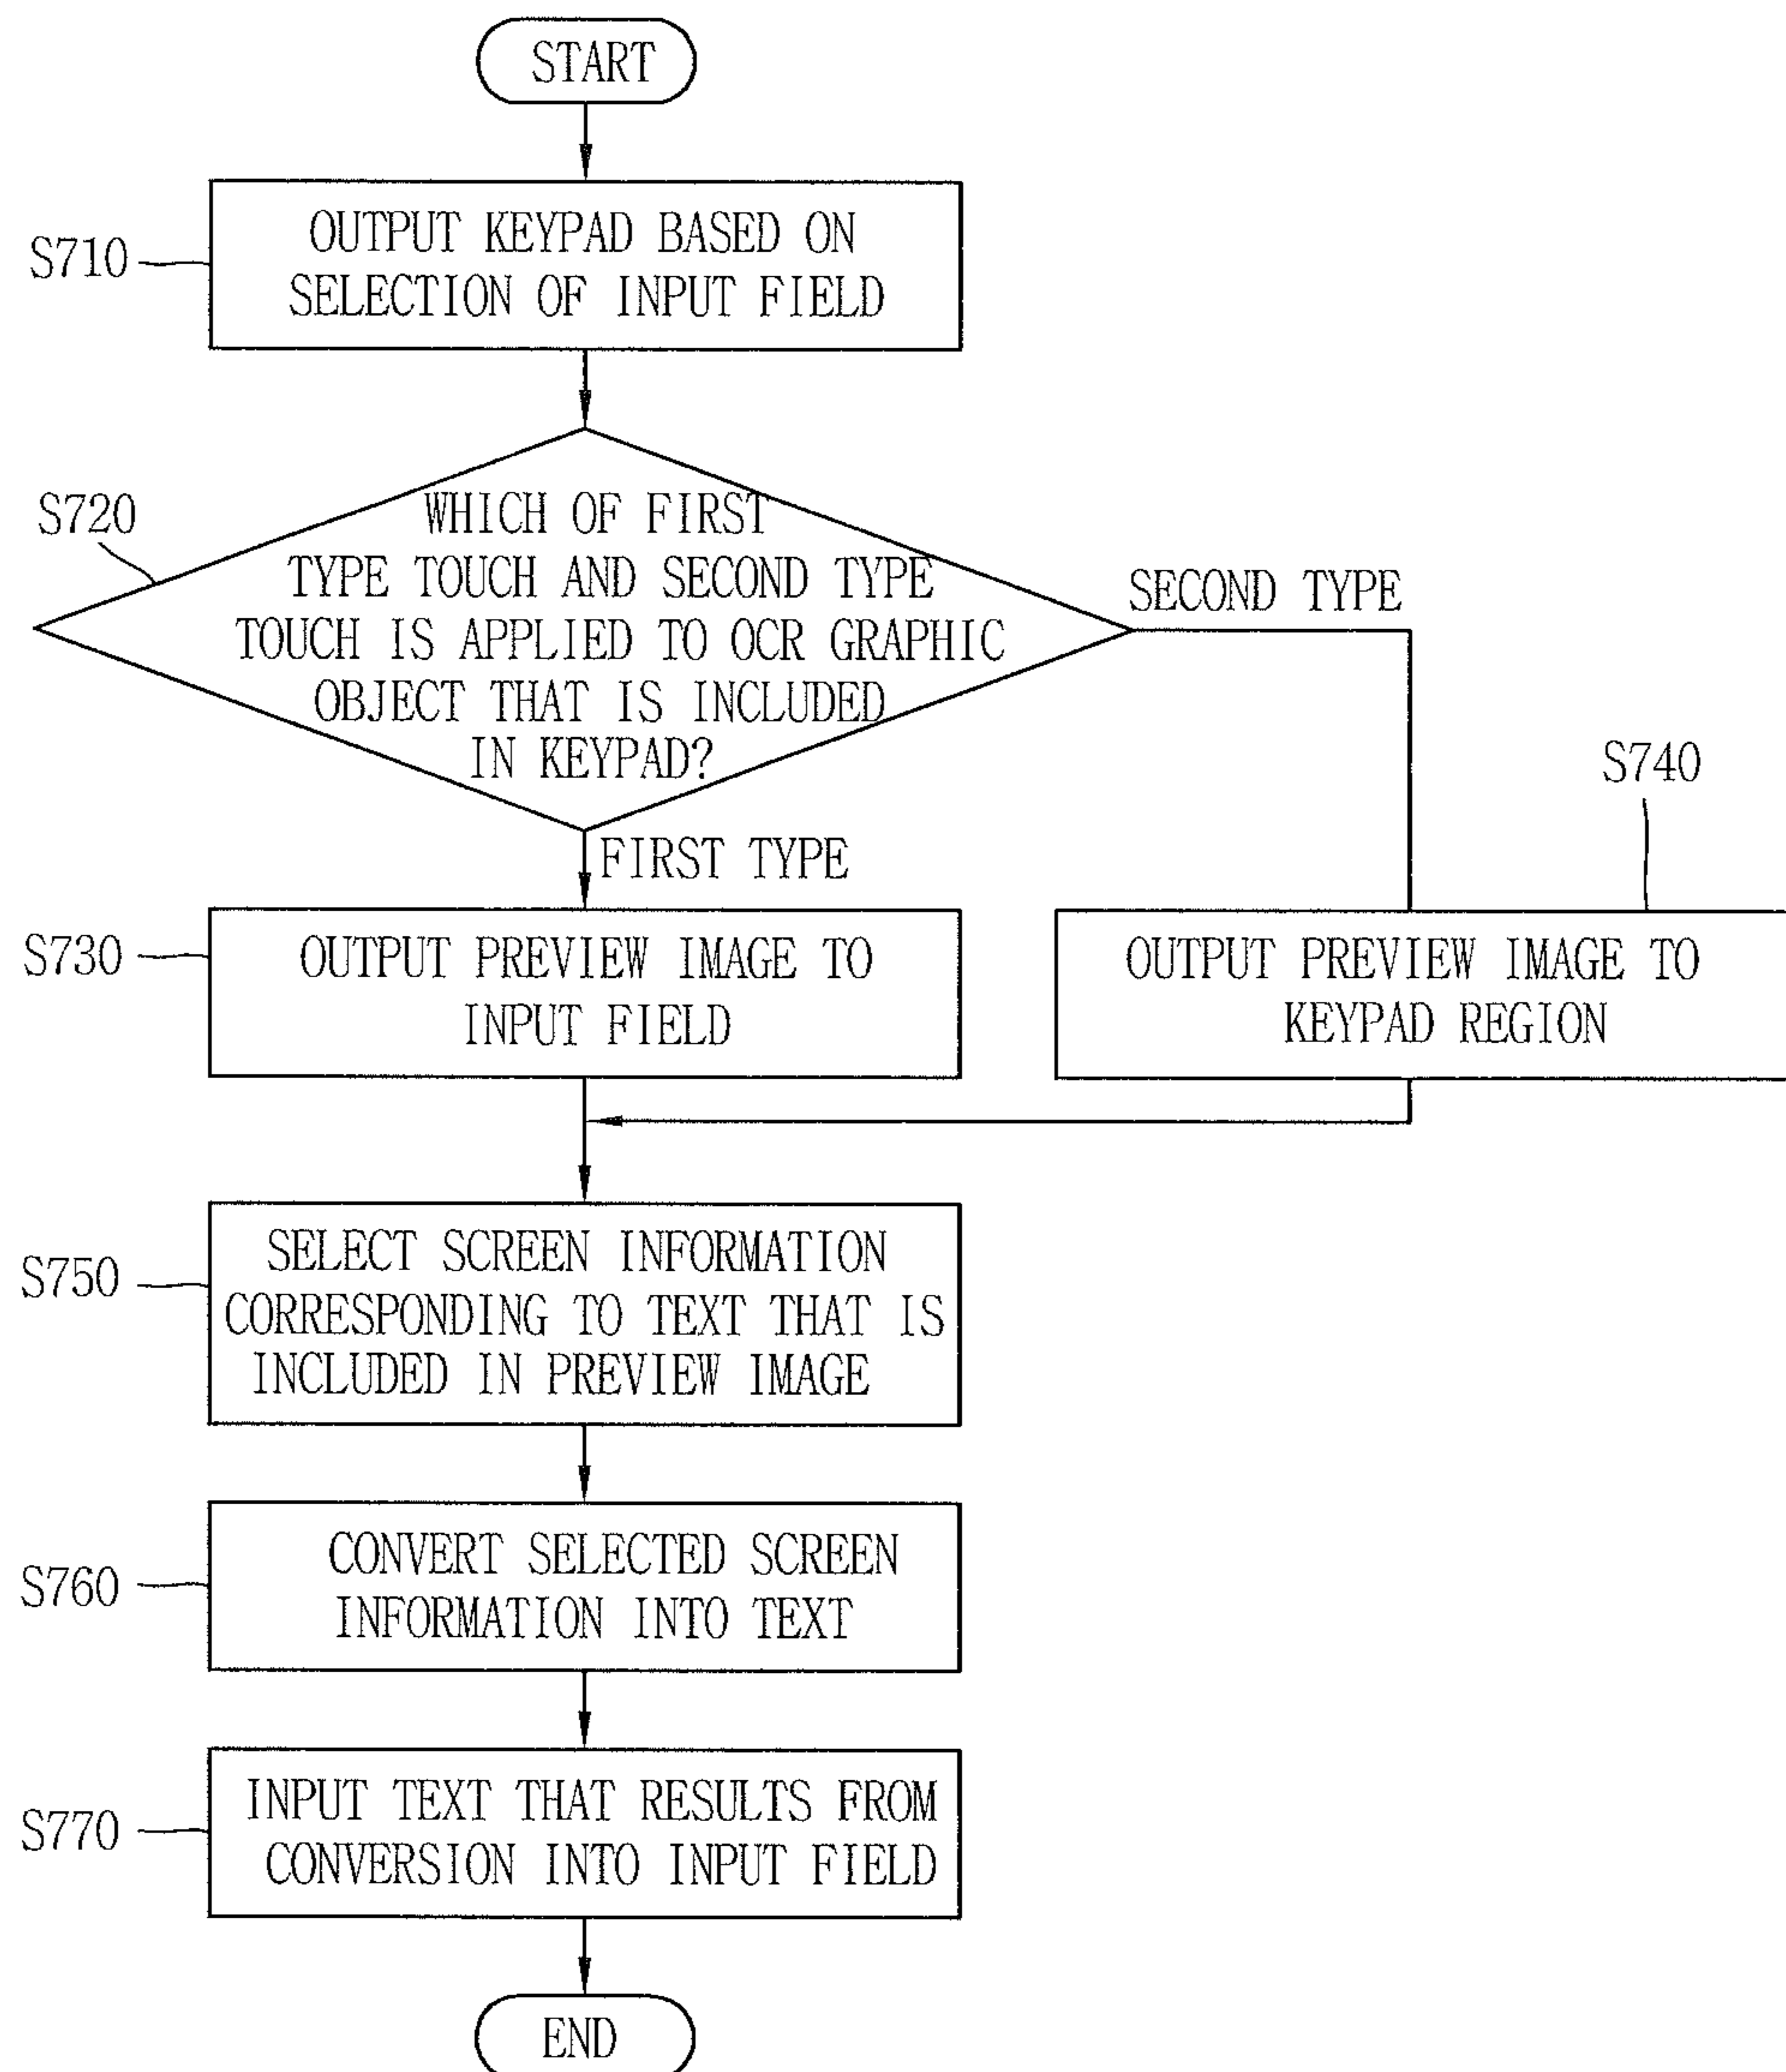 START
S710
OUTPUT KEYPAD BASED ON
SELECTION OF INPUT FIELD
S720
WHICH OF FIRST
TYPE TOUCH AND SECOND TYPE
TOUCH IS APPLIED TO OCR GRAPHIC
OBJECT THAT IS INCLUDED
IN KEYPAD?
SECOND TYPE
FIRST TYPE
S730
OUTPUT PREVIEW IMAGE TO
INPUT FIELD
S740
OUTPUT PREVIEW IMAGE TO
KEYPAD REGION
S750
SELECT SCREEN INFORMATION
CORRESPONDING TO TEXT THAT IS
INCLUDED IN PREVIEW IMAGE
S760
CONVERT SELECTED SCREEN
INFORMATION INTO TEXT
S770
INPUT TEXT THAT RESULTS FROM
CONVERSION INTO INPUT FIELD
END